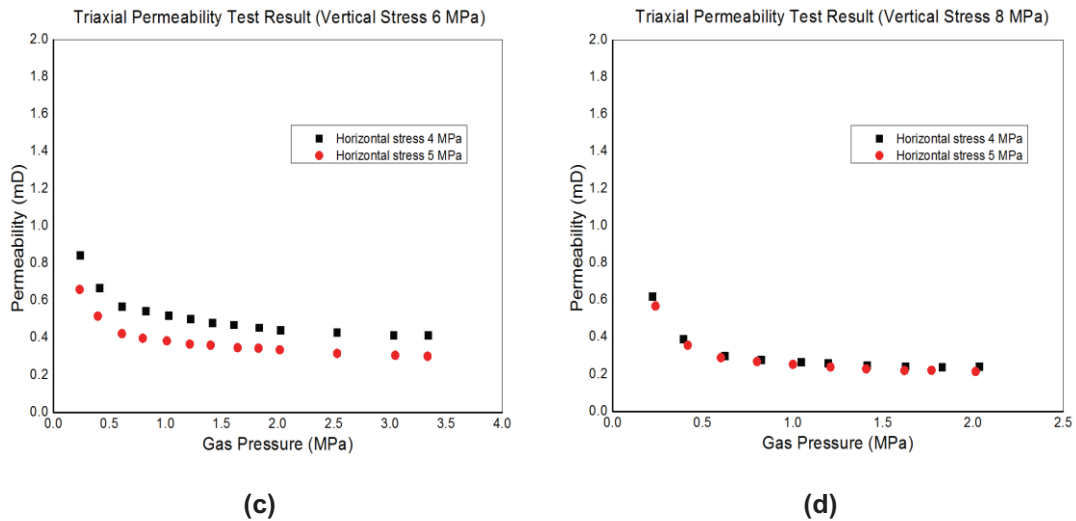 Triaxial Permeability Test Result (Vertical Stress 6 MPa)
2.0
1.8
1.6
1.4
1.2
1.0
0.8
0.6
0.4
0.2
0.0
Permeability (mD)
Horizontal stress 4 MPa
Horizontal stress 5 MPa
0.0 0.5 1.0 1.5 2.0 2.5 3.0 3.5 4.0
Gas Pressure (MPa)
(c)
Triaxial Permeability Test Result (Vertical Stress 8 MPa)
2.0
1.8
1.6
1.4
1.2
1.0
0.8
0.6
0.4
0.2
0.0
Permeability (mD)
Horizontal stress 4 MPa
Horizontal stress 5 MPa
0.0 0.5 1.0 1.5 2.0 2.5
Gas Pressure (MPa)
(d)